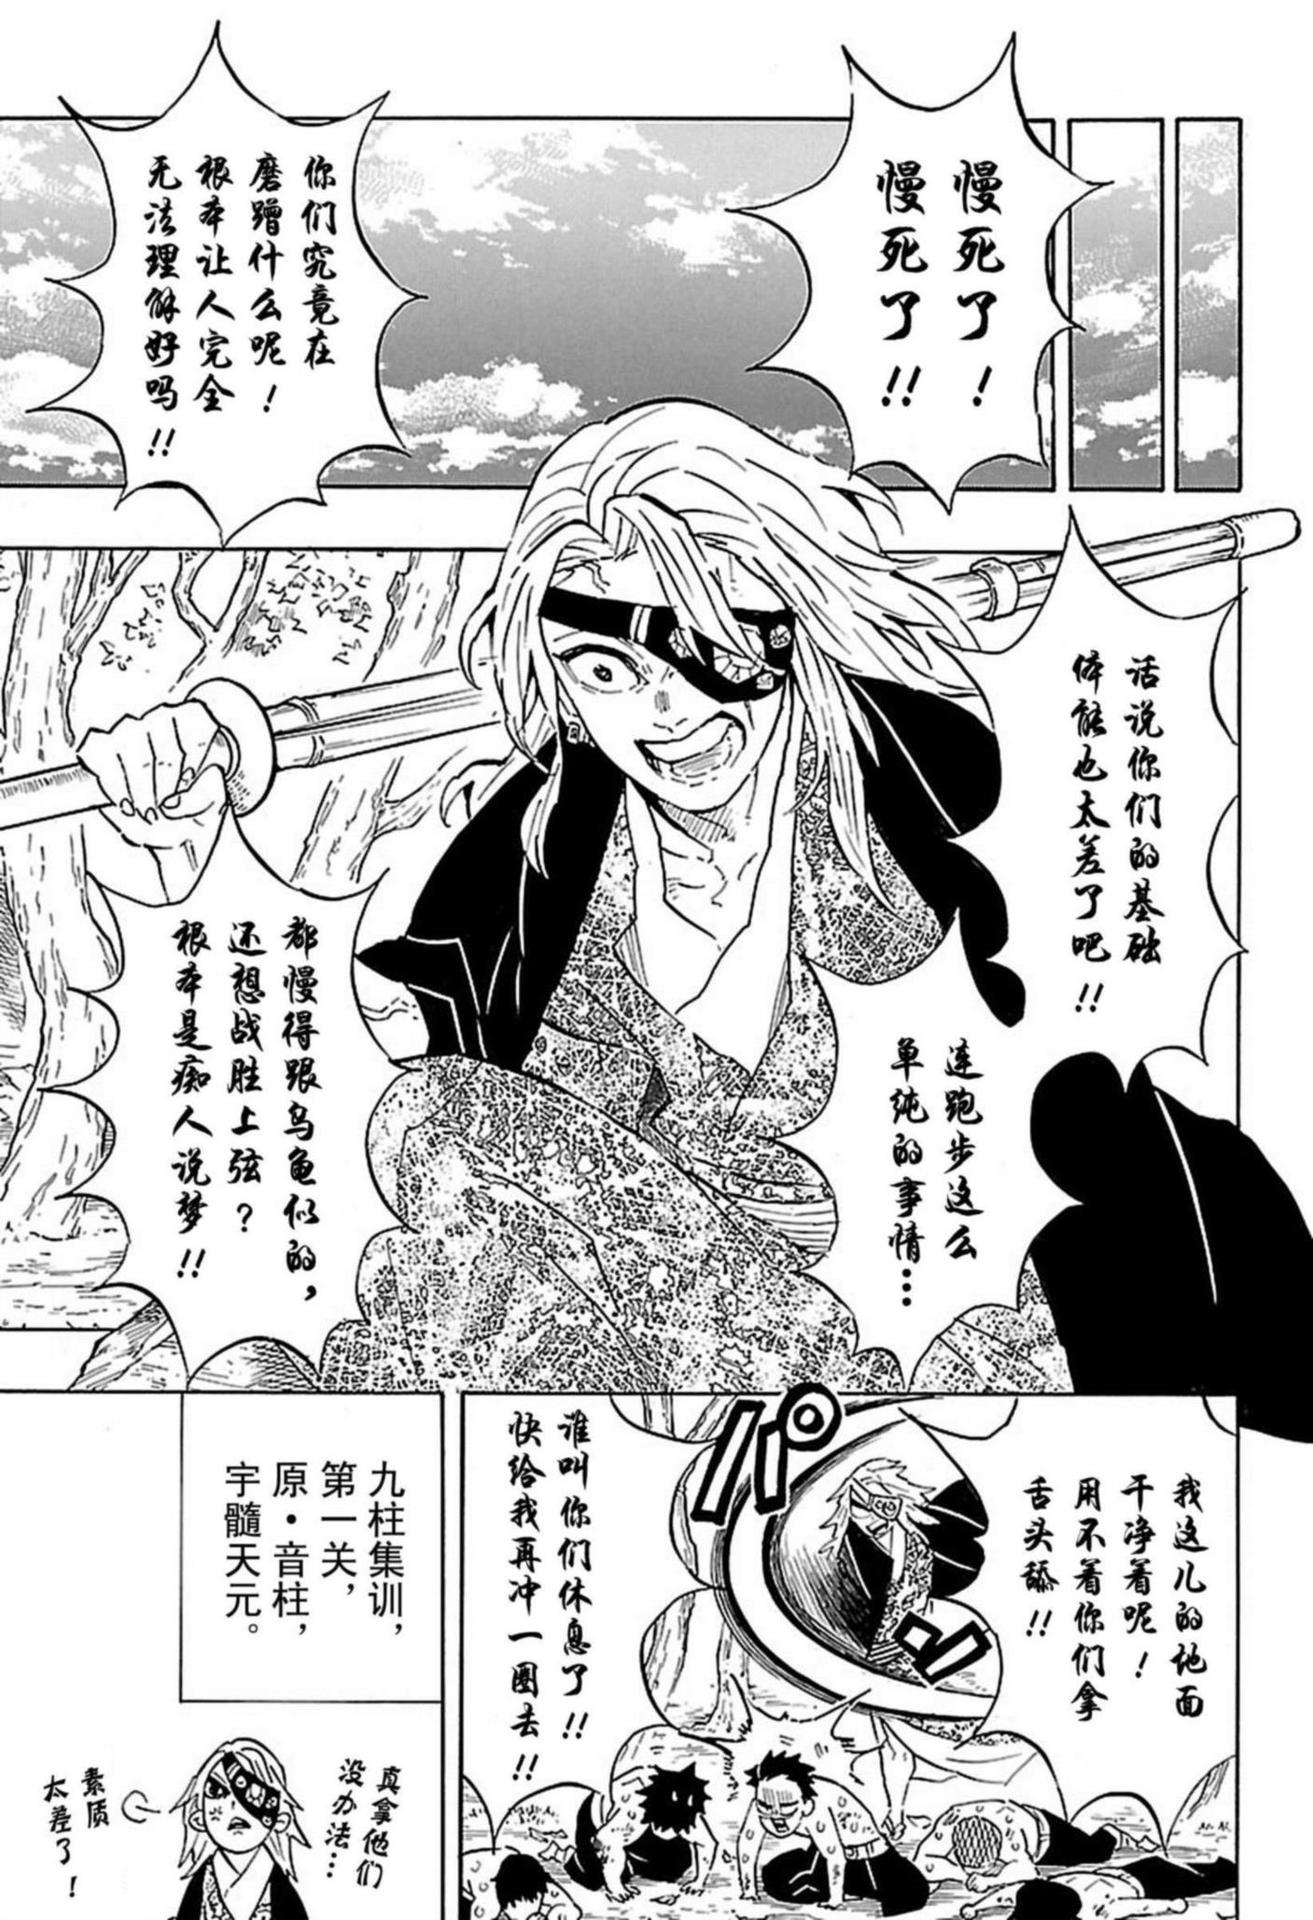 慢死了！
慢死了!!
你们究竟在
磨蹭什么呢！
根本让人完全
无法理解好吗!!
话说你们的基础
体能也太差了吧!!
连跑步这么
单纯的事情…
都慢得跟乌龟似的，
还想战胜上弦？
根本是痴人说梦!!
我这儿的地面
干净着呢！
用不着你们拿
舌头舔!!
パン
谁叫你们休息了!!
快给我再冲一圈去!!
九柱集训，
第一关，
原·音柱，
宇髓天元。
真拿他们
没办法…
素质
太差了！